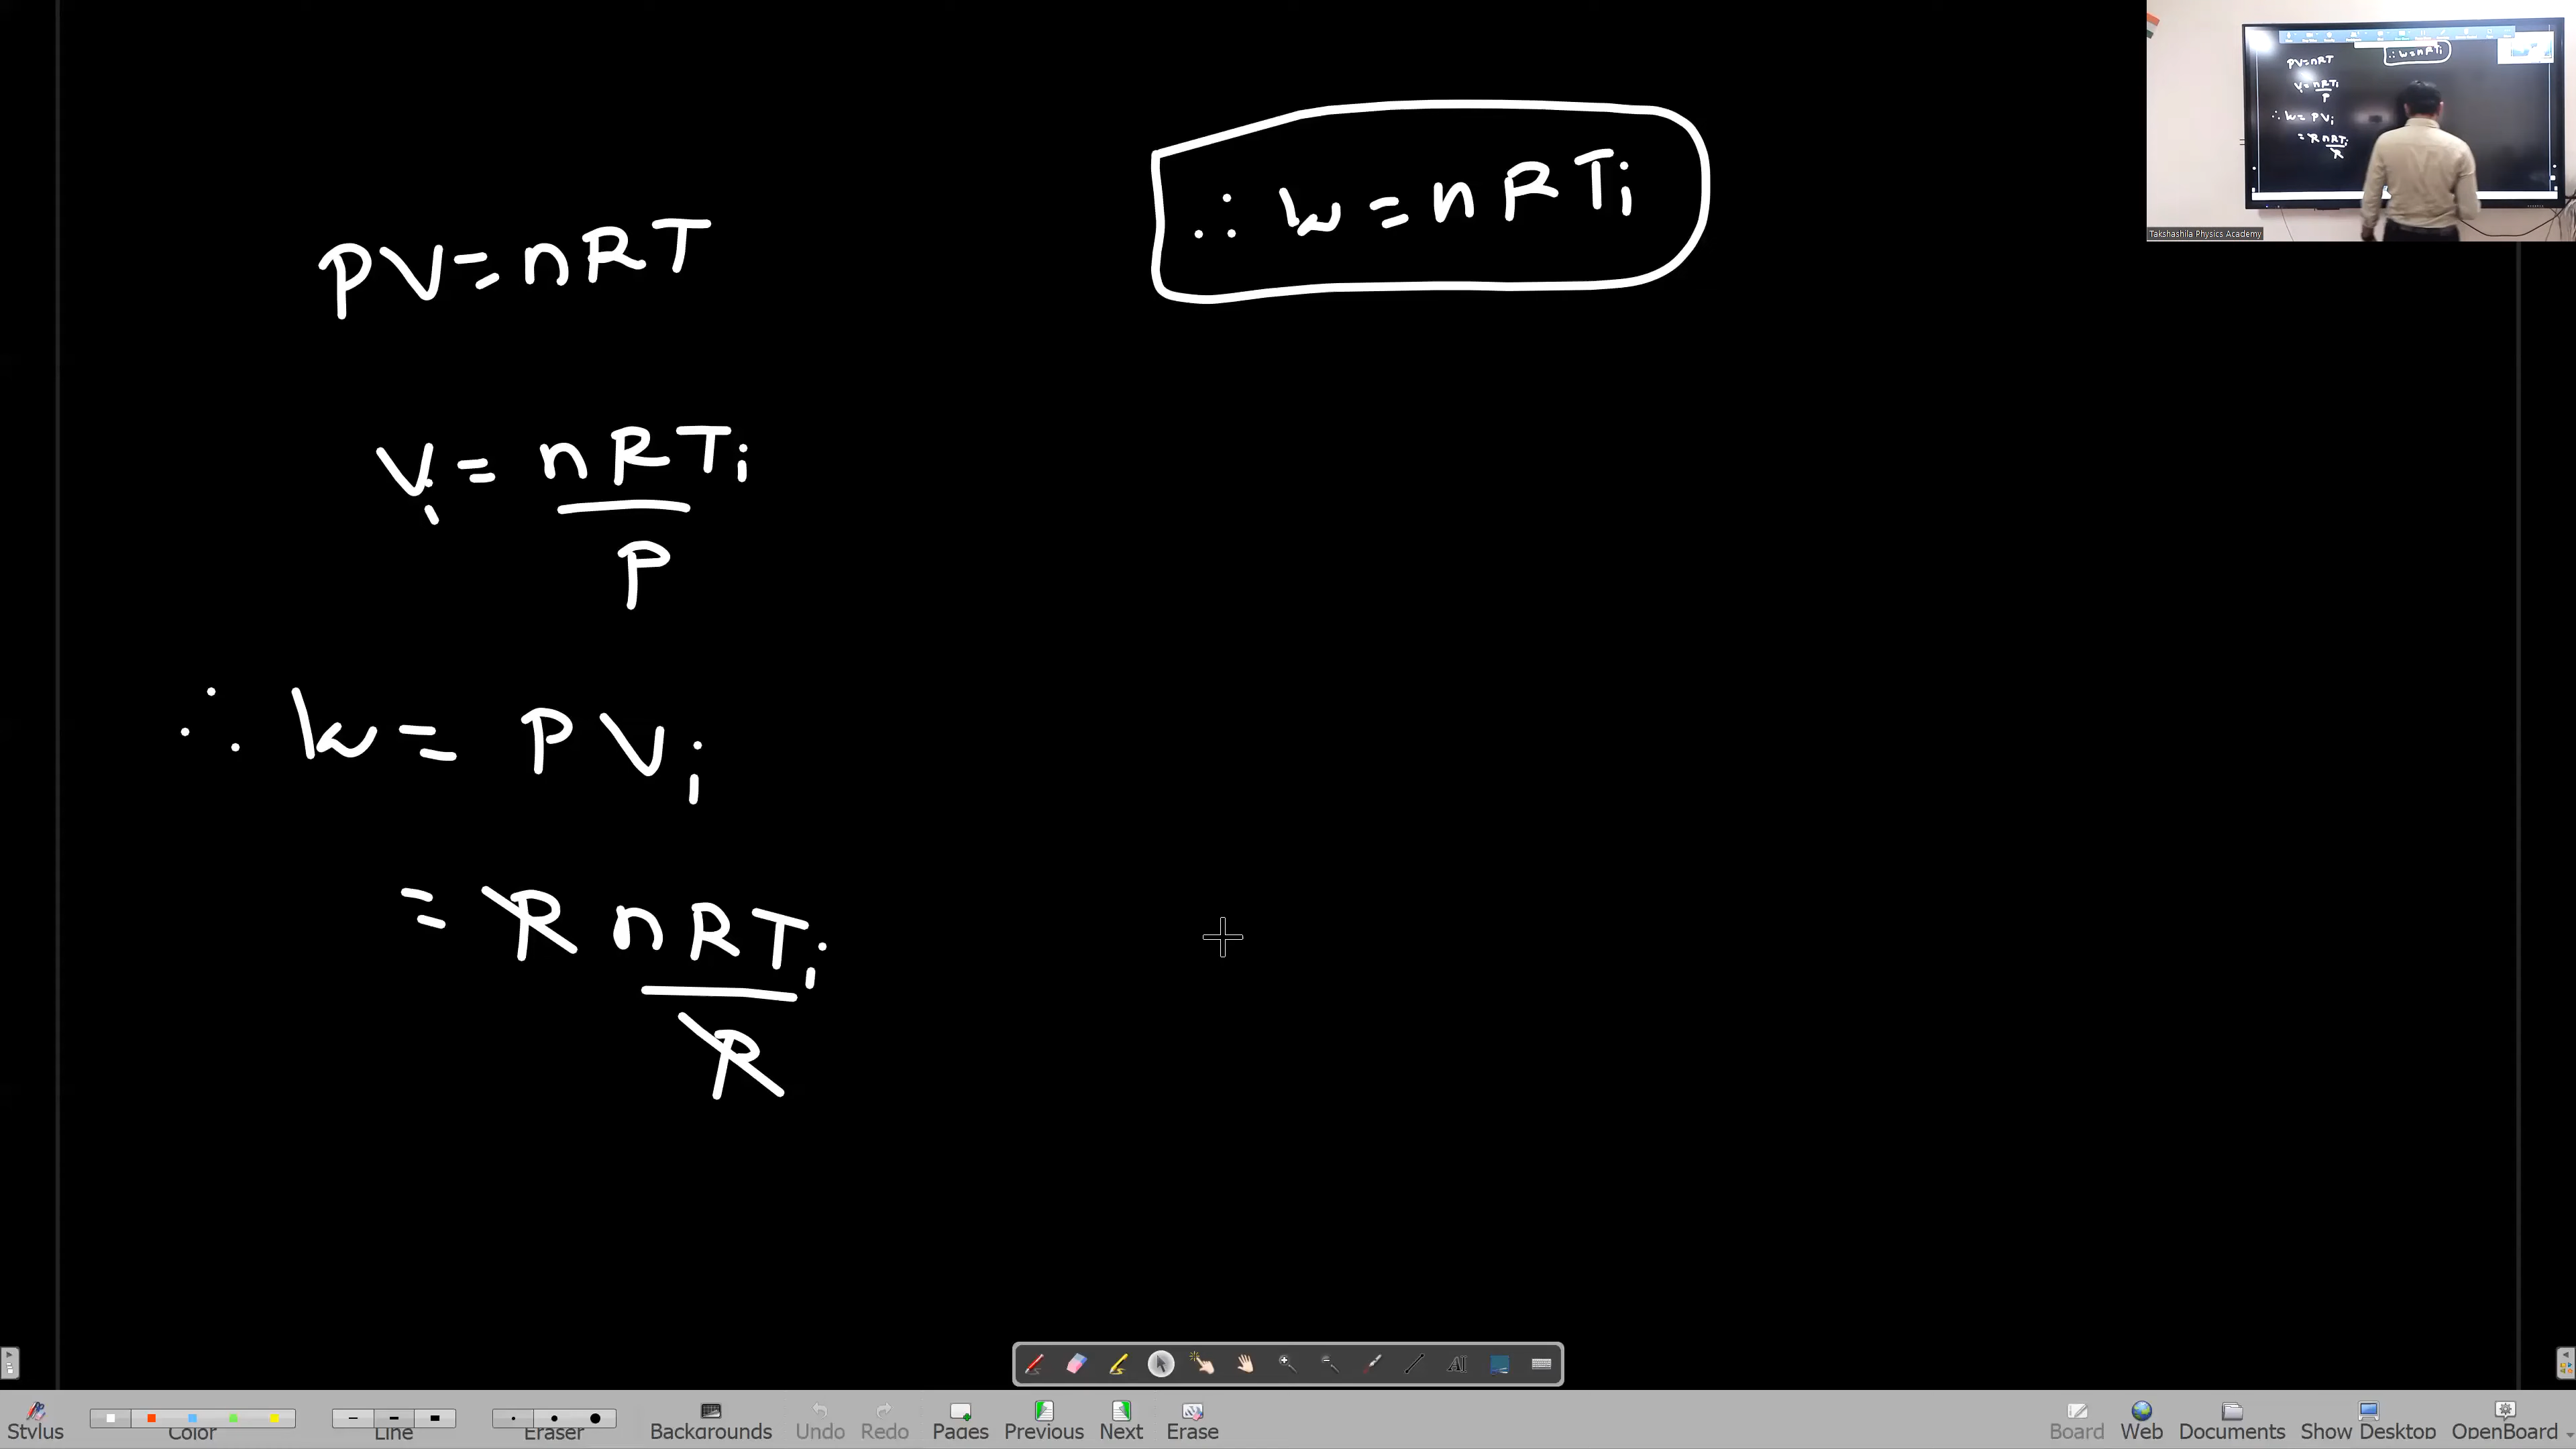 PV=nRT
Vi = nRTi
P
∴ W = PVi
= P nRTi
P
∴ W = nRTi
Takshashila Physics Academy
Stylus
Color
Line
Eraser
Backgrounds
Undo
Redo
Pages
Previous
Next
Erase
Board
Web
Documents
Show Desktop
OpenBoard